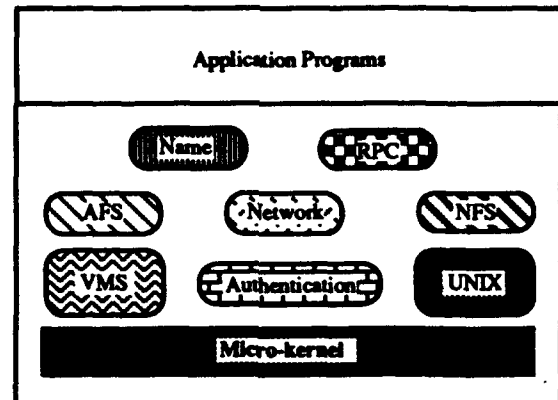 Application Programs
Name
RPC
AFS
Network
NFS
VMS
Authentication
UNIX
Micro-kernel